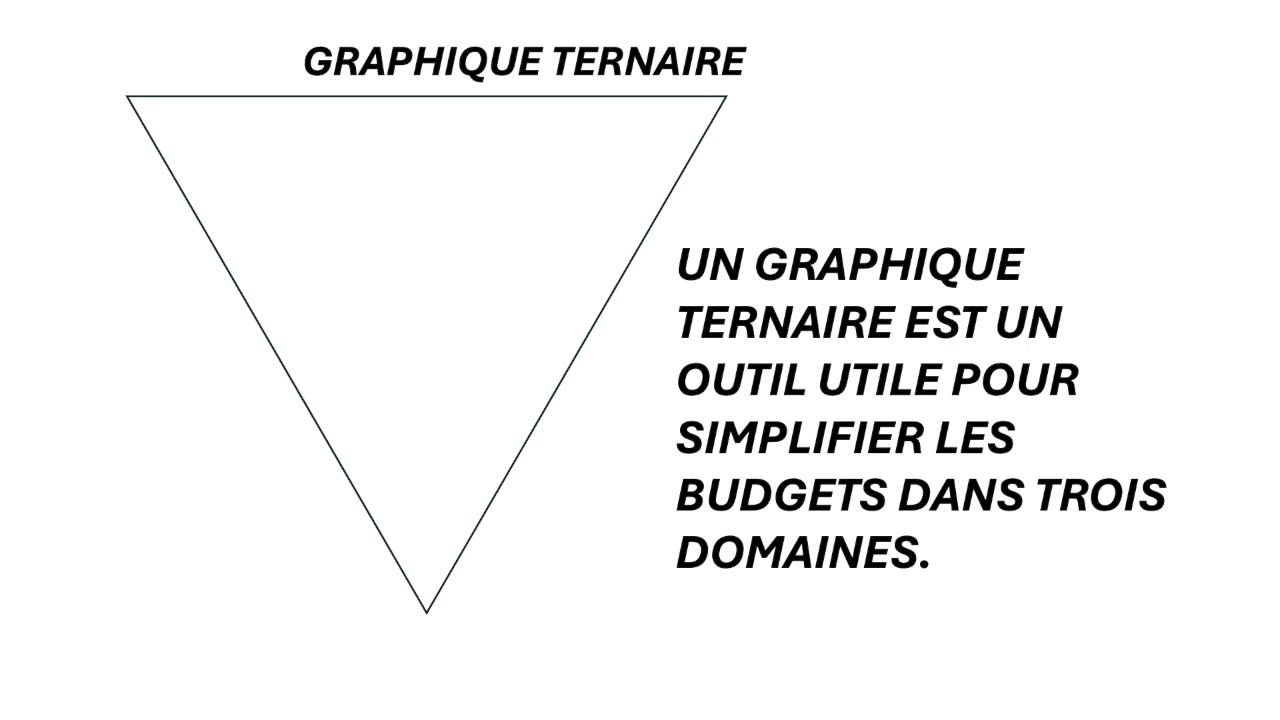 GRAPHIQUE TERNAIRE
UN GRAPHIQUE
TERNAIRE EST UN
OUTIL UTILE POUR
SIMPLIFIER LES
BUDGETS DANS TROIS
DOMAINES.